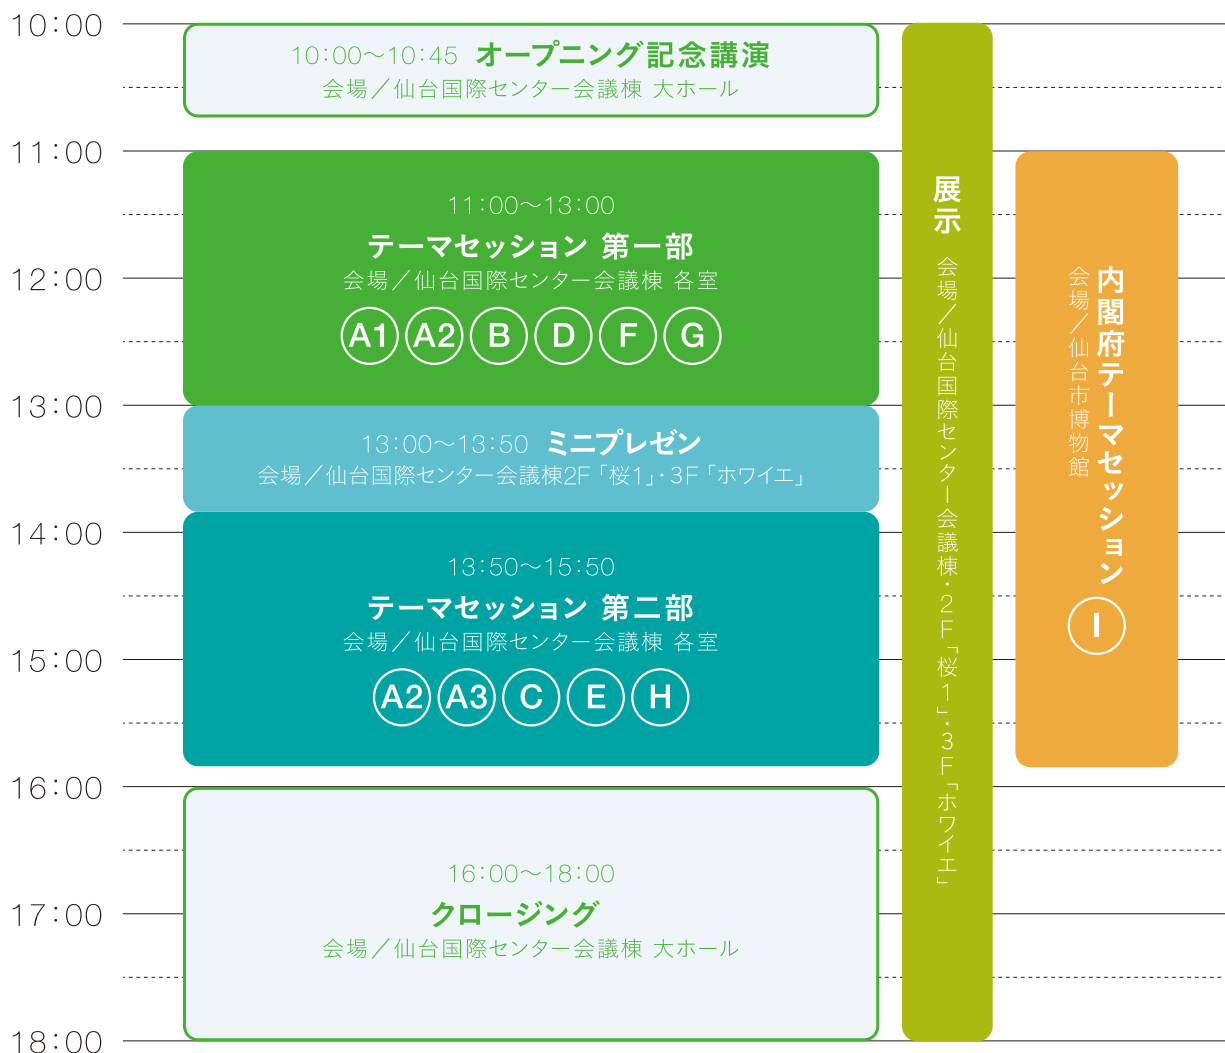 10:00
11:00
12:00
13:00
14:00
15:00
16:00
17:00
18:00
10:00〜10:45 オープニング記念講演
会場／仙台国際センター会議棟 大ホール
11:00〜13:00
テーマセッション 第一部
会場／仙台国際センター会議棟 各室
A1 A2 B D F G
13:00〜13:50 ミニプレゼン
会場／仙台国際センター会議棟2F「桜1」・3F「ホワイエ」
13:50〜15:50
テーマセッション 第二部
会場／仙台国際センター会議棟 各室
A2 A3 C E H
16:00〜18:00
クロージング
会場／仙台国際センター会議棟 大ホール
展示 会場／仙台国際センター会議棟・2F「桜1」・3F「ホワイエ」
内閣府テーマセッション I
会場／仙台市博物館